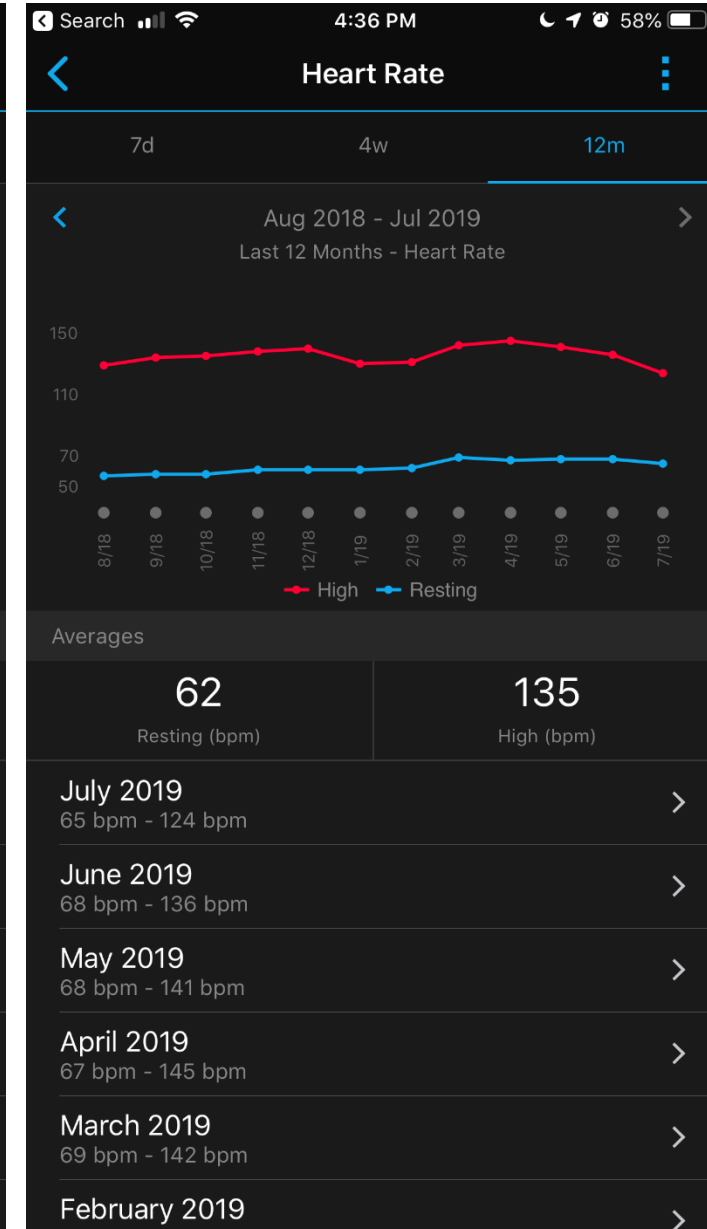 Search 4:36 PM 58%
Heart Rate
7d 4w 12m
Aug 2018 - Jul 2019
Last 12 Months - Heart Rate
150
110
70
50
8/18 9/18 10/18 11/18 12/18 1/19 2/19 3/19 4/19 5/19 6/19 7/19
High Resting
Averages
62 135
Resting (bpm) High (bpm)
July 2019
65 bpm - 124 bpm
June 2019
68 bpm - 136 bpm
May 2019
68 bpm - 141 bpm
April 2019
67 bpm - 145 bpm
March 2019
69 bpm - 142 bpm
February 2019